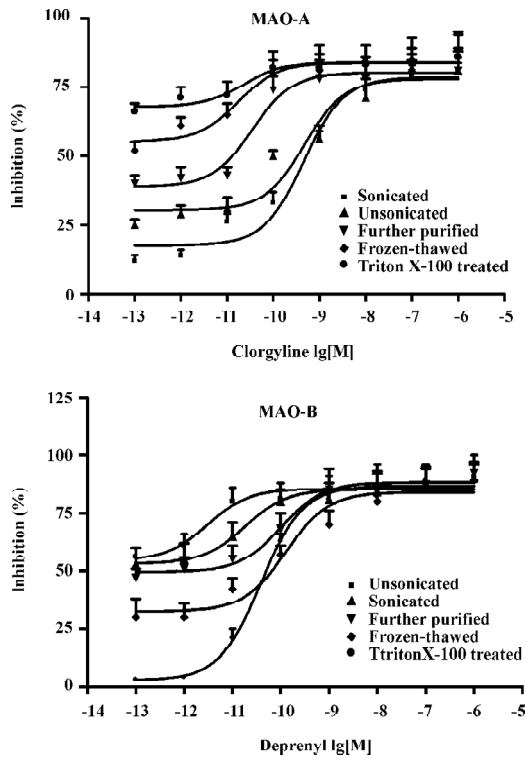 MAO-A
100
75
50
25
0
Inhibition (%)
Sonicated
Unsonicated
Further purified
Frozen-thawed
Triton X-100 treated
-14 -13 -12 -11 -10 -9 -8 -7 -6 -5
Clorgyline lg[M]
MAO-B
125
100
75
50
25
0
Inhibition (%)
Unsonicated
Sonicated
Further purified
Frozen-thawed
TtritonX-100 treated
-14 -13 -12 -11 -10 -9 -8 -7 -6 -5
Deprenyl lg[M]